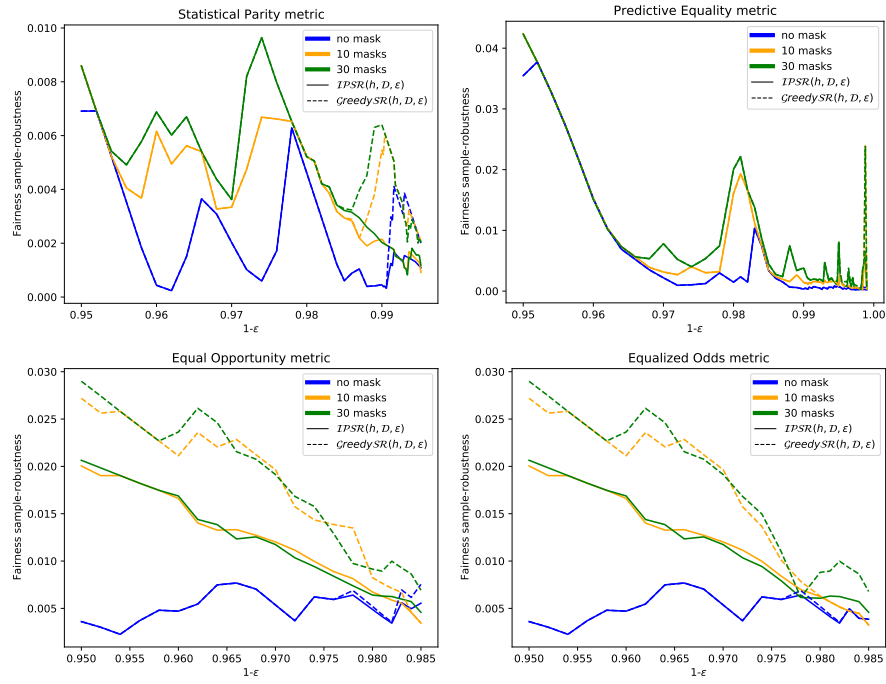 Statistical Parity metric
Fairness sample-robustness
0.010
0.008
0.006
0.004
0.002
0.000
no mask
10 masks
30 masks
𝓘𝓟𝓢𝓡(h, 𝓓, ε)
𝓖reedy𝓢𝓡(h, 𝓓, ε)
0.95 0.96 0.97 0.98 0.99
1-ε
Predictive Equality metric
Fairness sample-robustness
0.04
0.03
0.02
0.01
0.00
no mask
10 masks
30 masks
𝓘𝓟𝓢𝓡(h, 𝓓, ε)
𝓖reedy𝓢𝓡(h, 𝓓, ε)
0.95 0.96 0.97 0.98 0.99 1.00
1-ε
Equal Opportunity metric
Fairness sample-robustness
0.030
0.025
0.020
0.015
0.010
0.005
no mask
10 masks
30 masks
𝓘𝓟𝓢𝓡(h, 𝓓, ε)
𝓖reedy𝓢𝓡(h, 𝓓, ε)
0.950 0.955 0.960 0.965 0.970 0.975 0.980 0.985
1-ε
Equalized Odds metric
Fairness sample-robustness
0.030
0.025
0.020
0.015
0.010
0.005
no mask
10 masks
30 masks
𝓘𝓟𝓢𝓡(h, 𝓓, ε)
𝓖reedy𝓢𝓡(h, 𝓓, ε)
0.950 0.955 0.960 0.965 0.970 0.975 0.980 0.985
1-ε